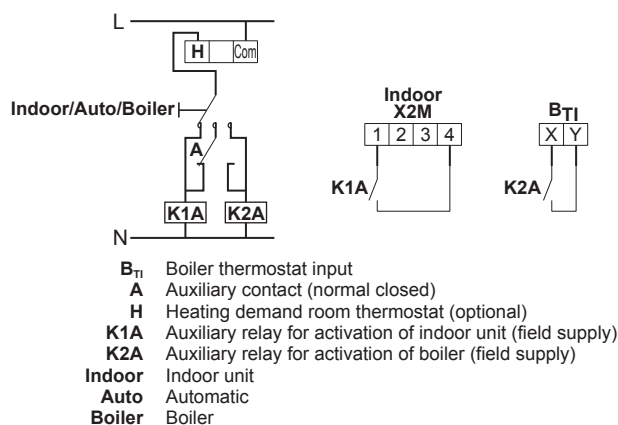 L
H Com
Indoor/Auto/Boiler
A
K1A K2A
N
Indoor
X2M
1 2 3 4
K1A
BTI
X Y
K2A
BTI Boiler thermostat input
A Auxiliary contact (normal closed)
H Heating demand room thermostat (optional)
K1A Auxiliary relay for activation of indoor unit (field supply)
K2A Auxiliary relay for activation of boiler (field supply)
Indoor Indoor unit
Auto Automatic
Boiler Boiler